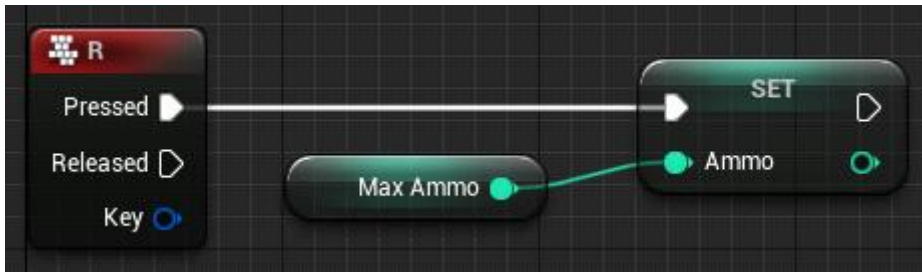 R
Pressed
Released
Key
Max Ammo
SET
Ammo